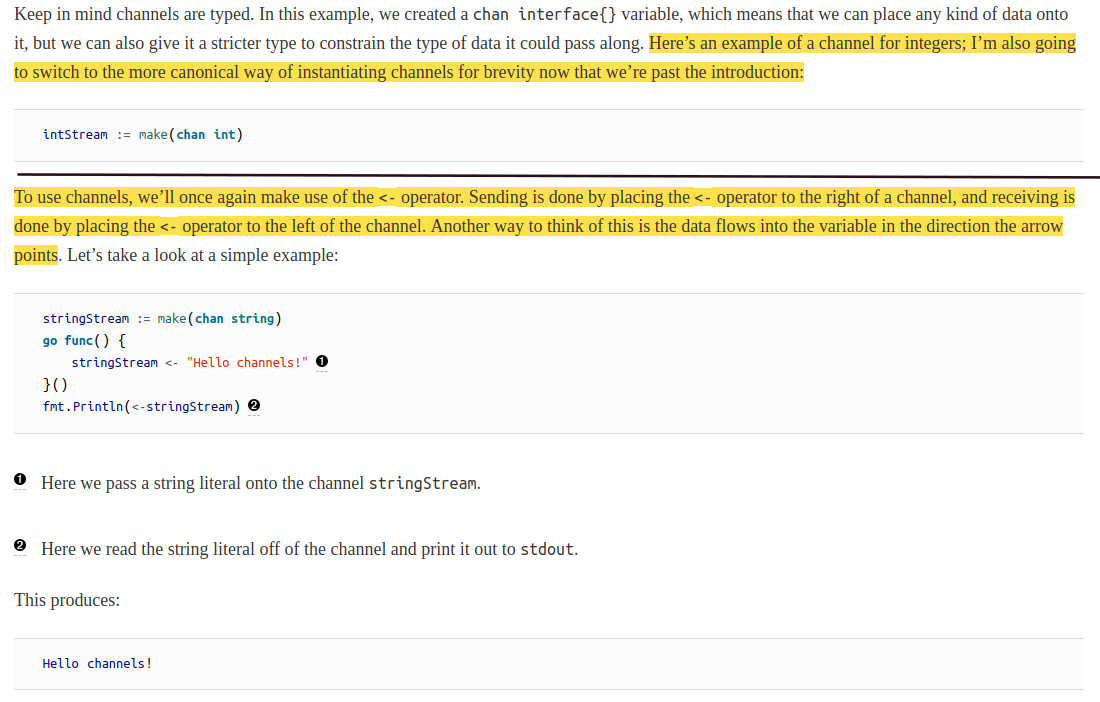 Keep in mind channels are typed. In this example, we created a chan interface{} variable, which means that we can place any kind of data onto
it, but we can also give it a stricter type to constrain the type of data it could pass along. Here’s an example of a channel for integers; I’m also going
to switch to the more canonical way of instantiating channels for brevity now that we’re past the introduction:
intStream := make(chan int)
To use channels, we’ll once again make use of the <- operator. Sending is done by placing the <- operator to the right of a channel, and receiving is
done by placing the <- operator to the left of the channel. Another way to think of this is the data flows into the variable in the direction the arrow
points. Let’s take a look at a simple example:
stringStream := make(chan string)
go func() {
    stringStream <- "Hello channels!" ❶
}()
fmt.Println(<-stringStream) ❷
❶ Here we pass a string literal onto the channel stringStream.
❷ Here we read the string literal off of the channel and print it out to stdout.
This produces:
Hello channels!